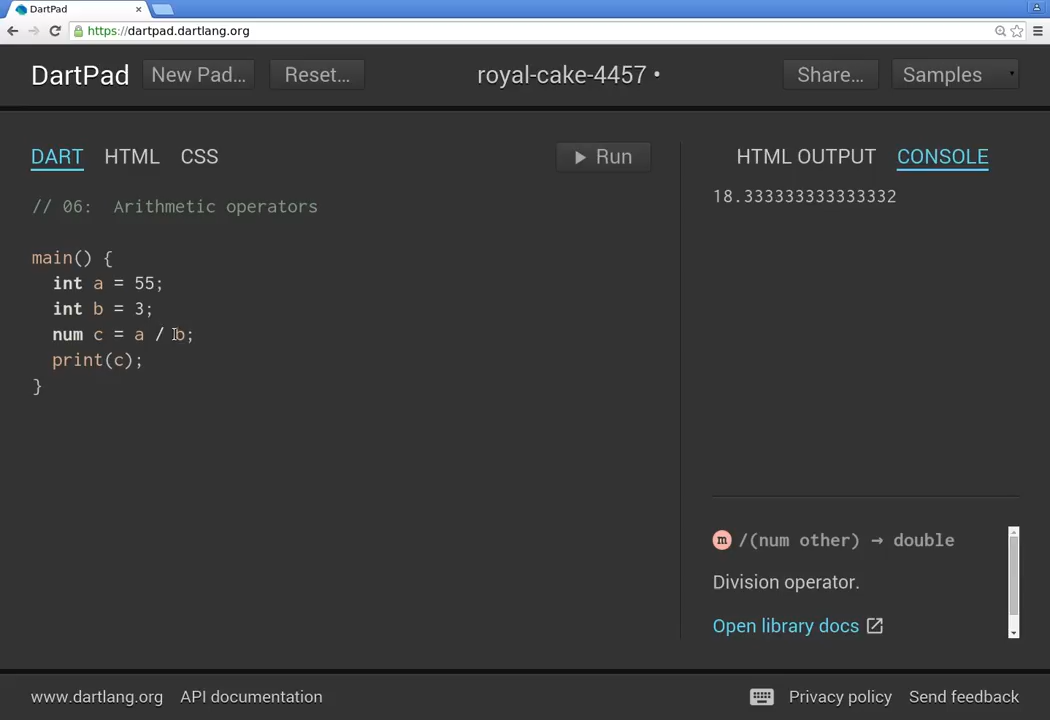 DartPad
https://dartpad.dartlang.org
DartPad New Pad... Reset... royal-cake-4457 • Share... Samples
DART HTML CSS Run HTML OUTPUT CONSOLE
18.333333333333332
// 06:  Arithmetic operators
main() {
  int a = 55;
  int b = 3;
  num c = a / b;
  print(c);
}
m /(num other) → double
Division operator.
Open library docs
www.dartlang.org API documentation Privacy policy Send feedback